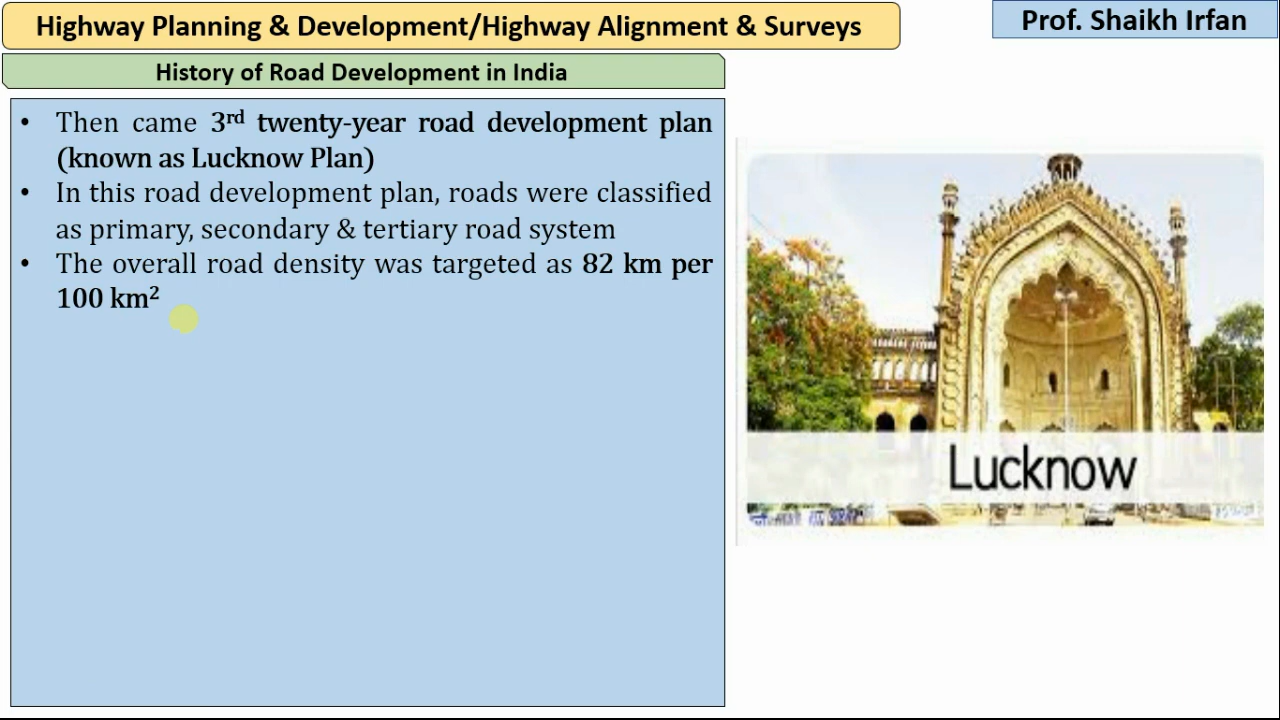 Highway Planning & Development/Highway Alignment & Surveys
Prof. Shaikh Irfan
History of Road Development in India
• Then came 3rd twenty-year road development plan
(known as Lucknow Plan)
• In this road development plan, roads were classified
as primary, secondary & tertiary road system
• The overall road density was targeted as 82 km per
100 km²
Lucknow